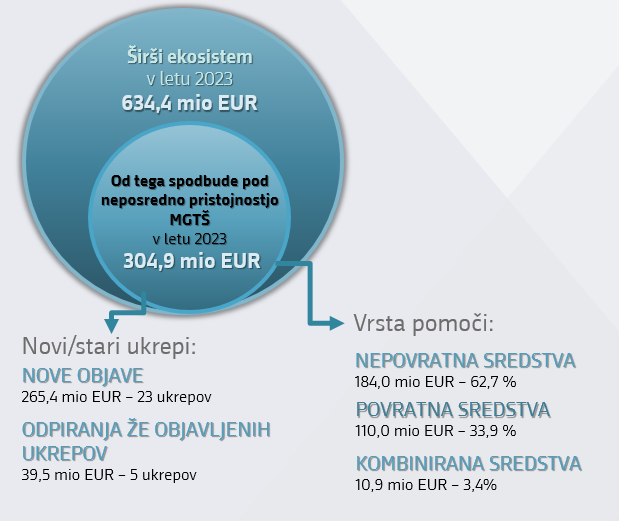 Širši ekosistem
v letu 2023
634,4 mio EUR
Od tega spodbude pod
neposredno pristojnostjo
MGTŠ
v letu 2023
304,9 mio EUR
Novi/stari ukrepi:
NOVE OBJAVE
265,4 mio EUR – 23 ukrepov
ODPIRANJA ŽE OBJAVLJENIH
UKREPOV
39,5 mio EUR – 5 ukrepov
Vrsta pomoči:
NEPOVRATNA SREDSTVA
184,0 mio EUR – 62,7 %
POVRATNA SREDSTVA
110,0 mio EUR – 33,9 %
KOMBINIRANA SREDSTVA
10,9 mio EUR – 3,4%